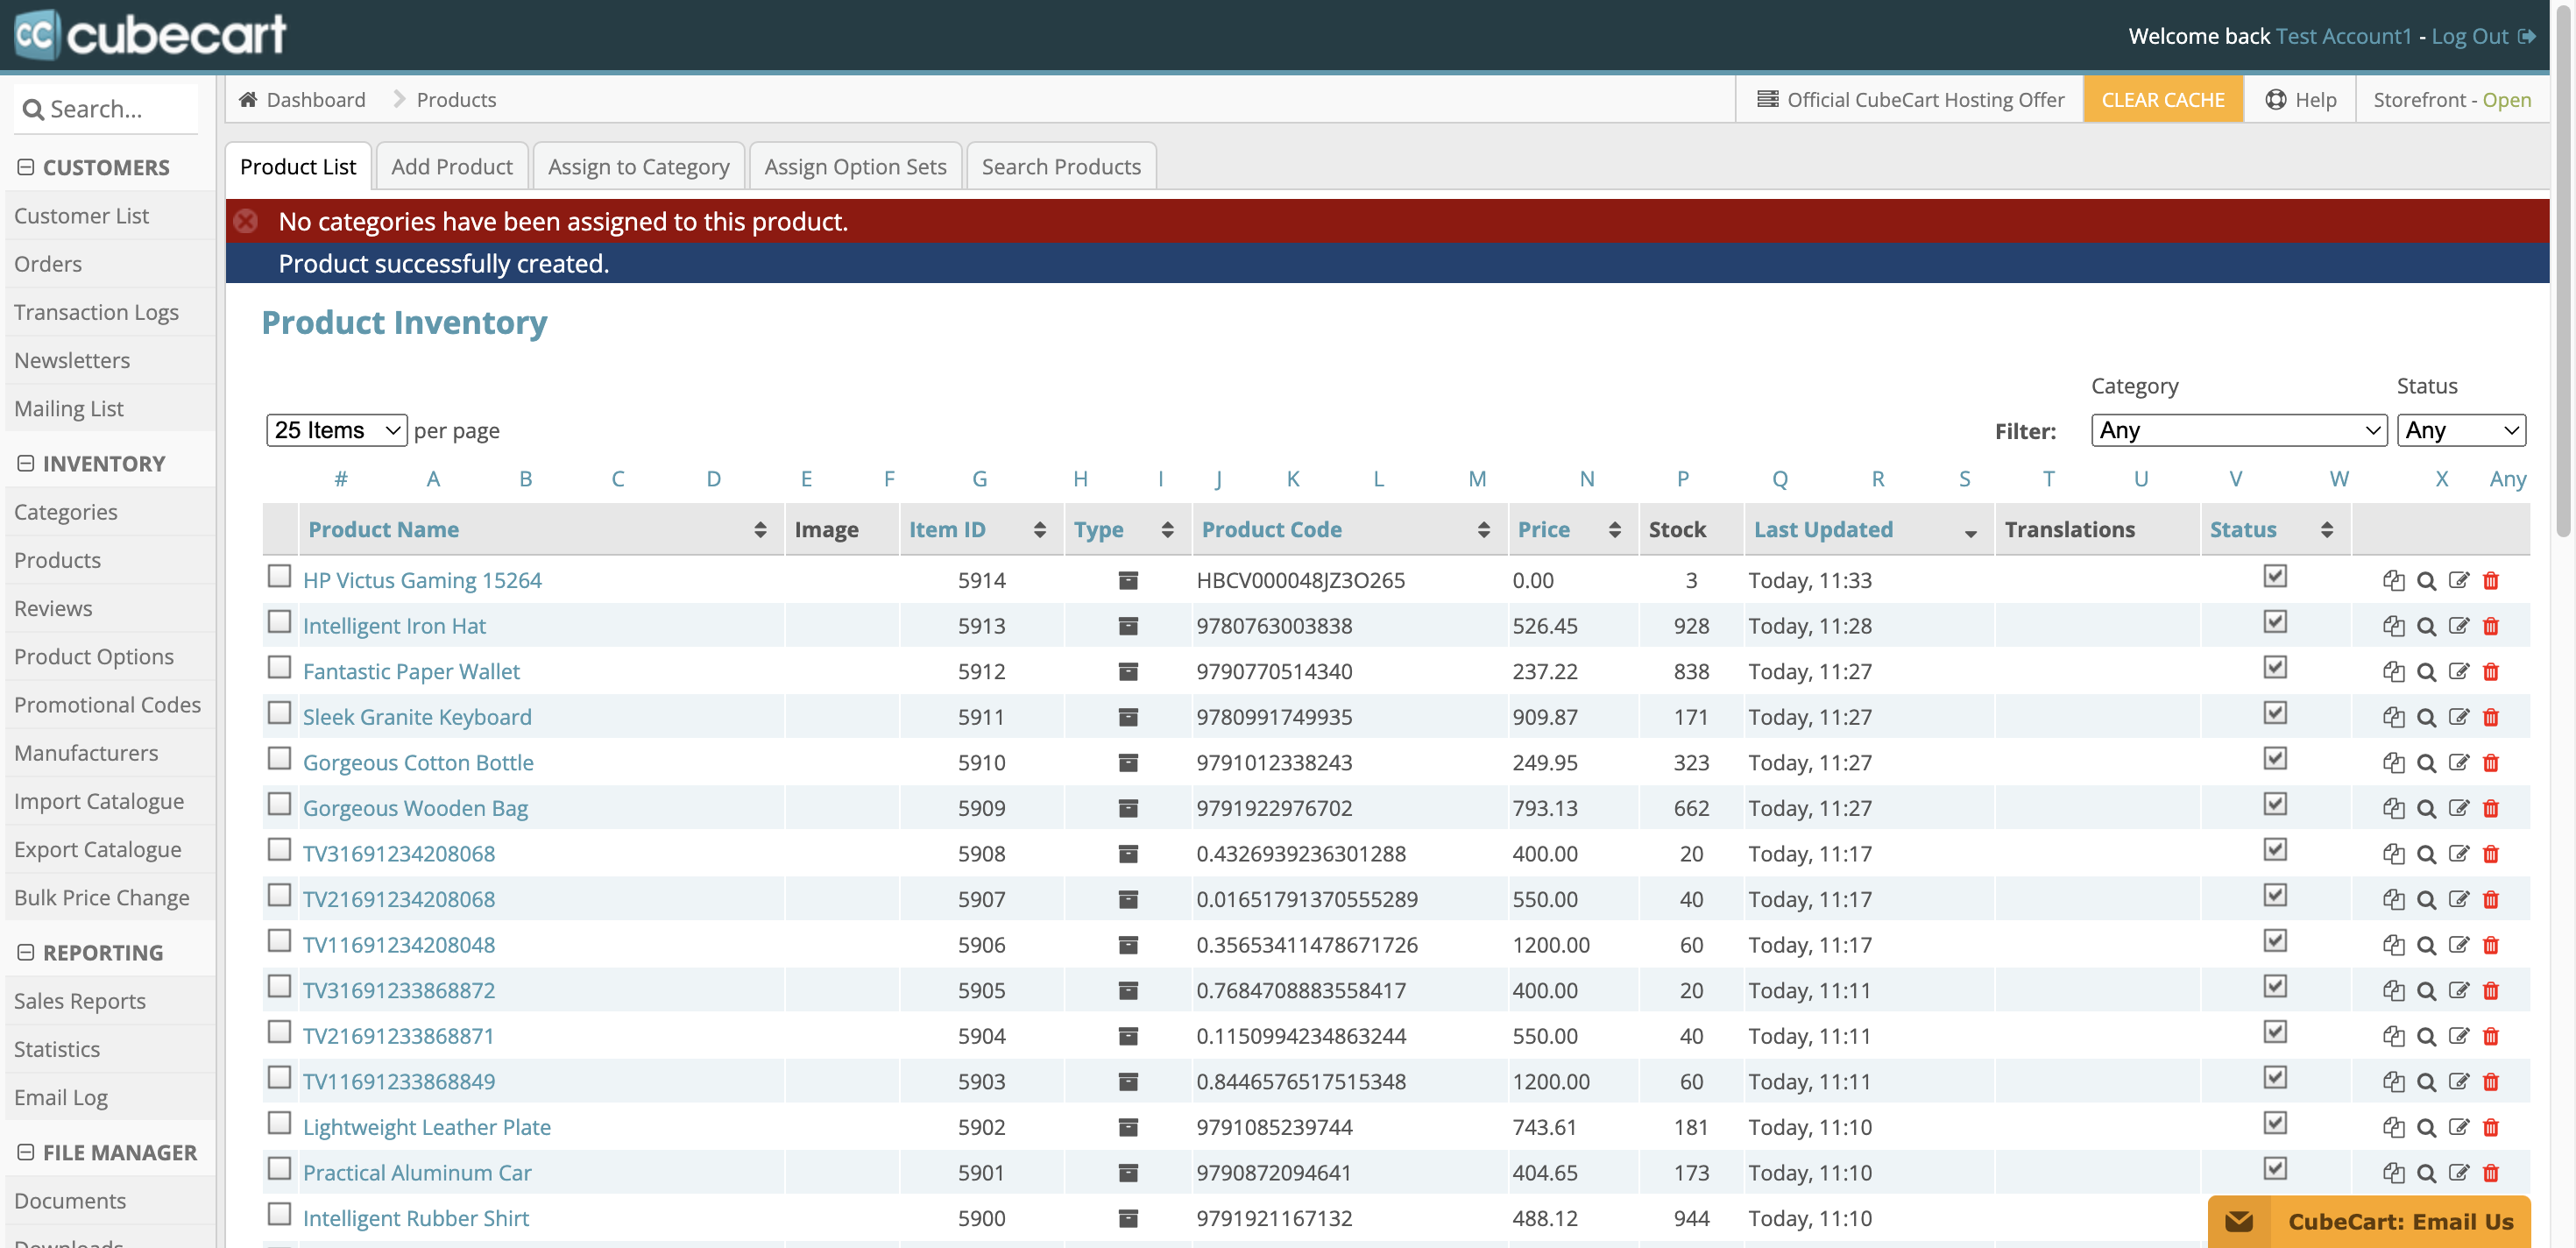 cc cubecart
Welcome back Test Account1 - Log Out
Search...
Dashboard Products
Official CubeCart Hosting Offer
CLEAR CACHE
Help
Storefront - Open
CUSTOMERS
Customer List
Orders
Transaction Logs
Newsletters
Mailing List
INVENTORY
Categories
Products
Reviews
Product Options
Promotional Codes
Manufacturers
Import Catalogue
Export Catalogue
Bulk Price Change
REPORTING
Sales Reports
Statistics
Email Log
FILE MANAGER
Documents
Downloads
Product List Add Product Assign to Category Assign Option Sets Search Products
No categories have been assigned to this product.
Product successfully created.
Product Inventory
Category Status
25 Items per page Filter: Any Any
# A B C D E F G H I J K L M N P Q R S T U V W X Any
Product Name Image Item ID Type Product Code Price Stock Last Updated Translations Status
HP Victus Gaming 15264 5914 HBCV000048JZ3O265 0.00 3 Today, 11:33
Intelligent Iron Hat 5913 9780763003838 526.45 928 Today, 11:28
Fantastic Paper Wallet 5912 9790770514340 237.22 838 Today, 11:27
Sleek Granite Keyboard 5911 9780991749935 909.87 171 Today, 11:27
Gorgeous Cotton Bottle 5910 9791012338243 249.95 323 Today, 11:27
Gorgeous Wooden Bag 5909 9791922976702 793.13 662 Today, 11:27
TV31691234208068 5908 0.4326939236301288 400.00 20 Today, 11:17
TV21691234208068 5907 0.01651791370555289 550.00 40 Today, 11:17
TV11691234208048 5906 0.35653411478671726 1200.00 60 Today, 11:17
TV31691233868872 5905 0.7684708883558417 400.00 20 Today, 11:11
TV21691233868871 5904 0.1150994234863244 550.00 40 Today, 11:11
TV11691233868849 5903 0.8446576517515348 1200.00 60 Today, 11:11
Lightweight Leather Plate 5902 9791085239744 743.61 181 Today, 11:10
Practical Aluminum Car 5901 9790872094641 404.65 173 Today, 11:10
Intelligent Rubber Shirt 5900 9791921167132 488.12 944 Today, 11:10
CubeCart: Email Us